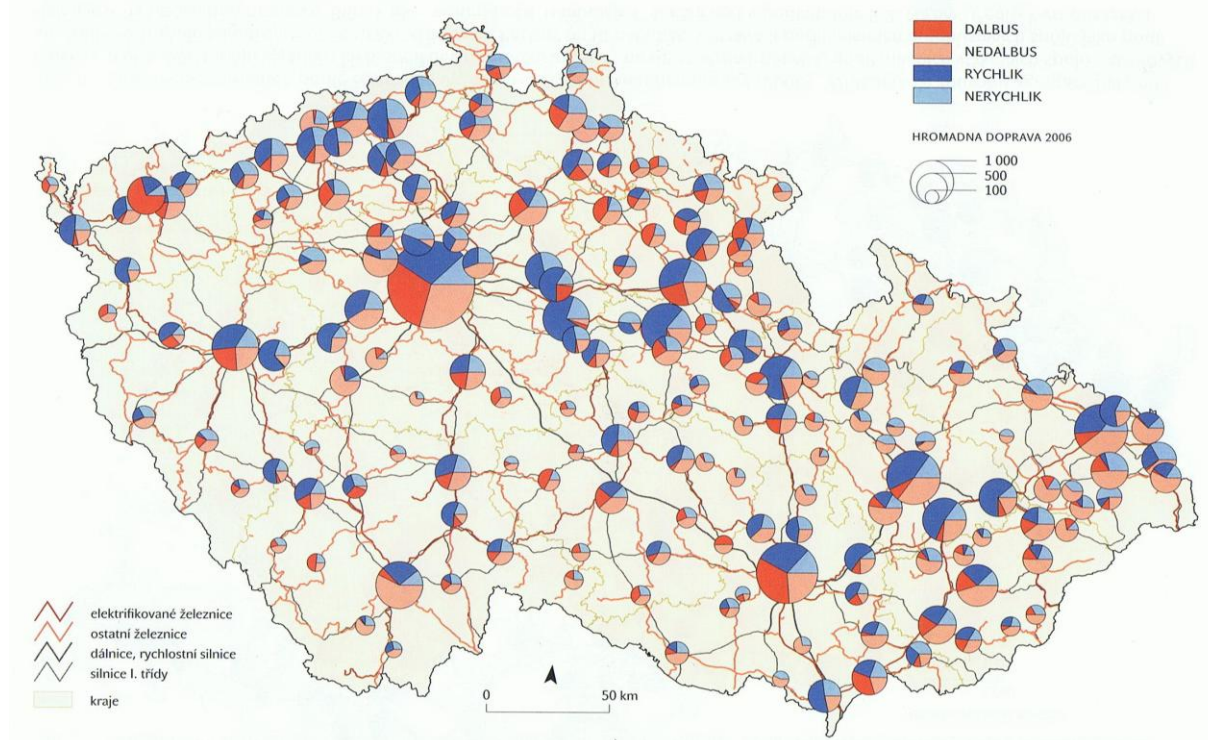 DALBUS
NEDALBUS
RYCHLIK
NERYCHLIK
HROMADNA DOPRAVA 2006
1 000
500
100
elektrifikované železnice
ostatní železnice
dálnice, rychlostní silnice
silnice I. třídy
kraje
0
50 km